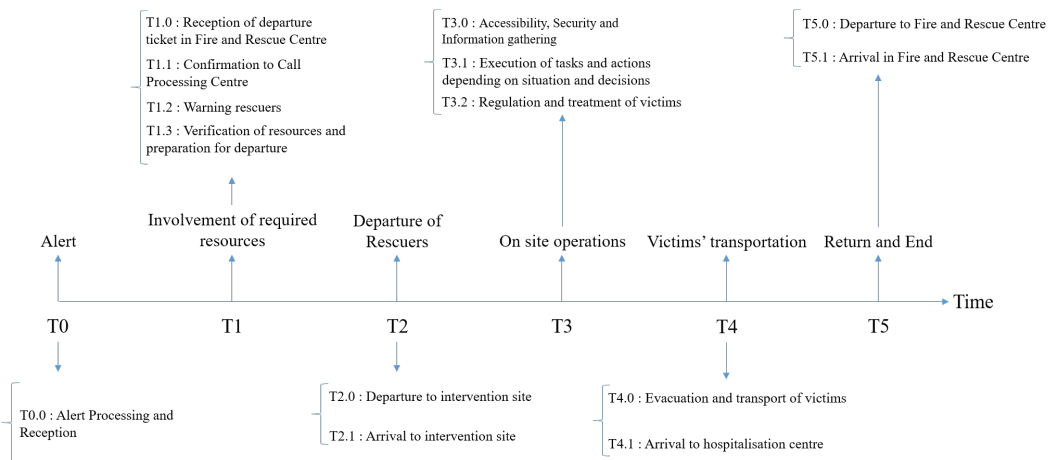 T1.0 : Reception of departure
ticket in Fire and Rescue Centre
T1.1 : Confirmation to Call
Processing Centre
T1.2 : Warning rescuers
T1.3 : Verification of resources and
preparation for departure
T3.0 : Accessibility, Security and
Information gathering
T3.1 : Execution of tasks and actions
depending on situation and decisions
T3.2 : Regulation and treatment of victims
T5.0 : Departure to Fire and Rescue Centre
T5.1 : Arrival in Fire and Rescue Centre
Alert
Involvement of required
resources
Departure of
Rescuers
On site operations
Victims’ transportation
Return and End
Time
T0
T1
T2
T3
T4
T5
T0.0 : Alert Processing and
Reception
T2.0 : Departure to intervention site
T2.1 : Arrival to intervention site
T4.0 : Evacuation and transport of victims
T4.1 : Arrival to hospitalisation centre